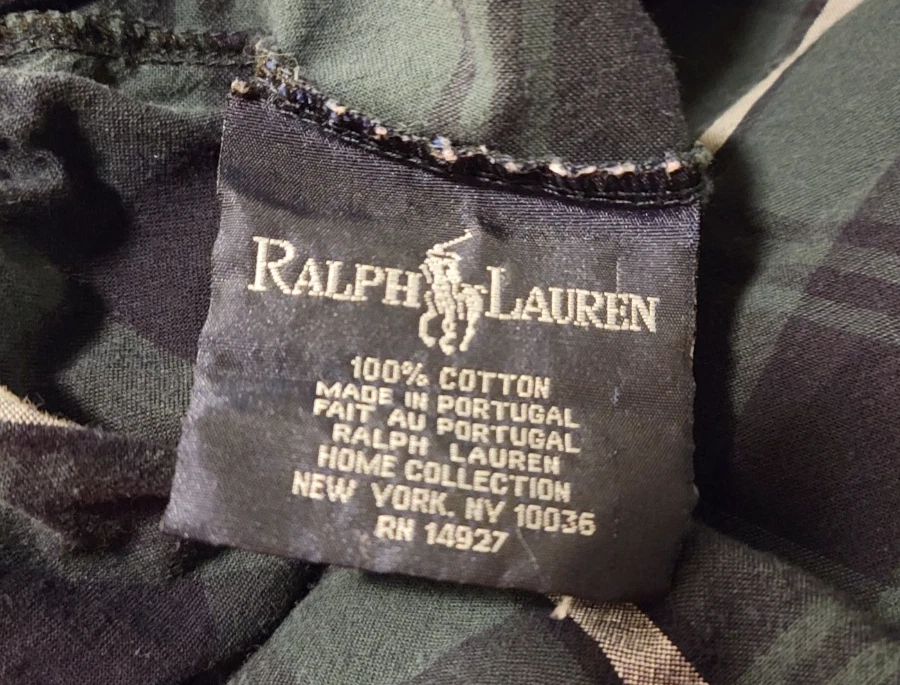 RALPH LAUREN
100% COTTON
MADE IN PORTUGAL
FAIT AU PORTUGAL
RALPH LAUREN
HOME COLLECTION
NEW YORK, NY 10036
RN 14927